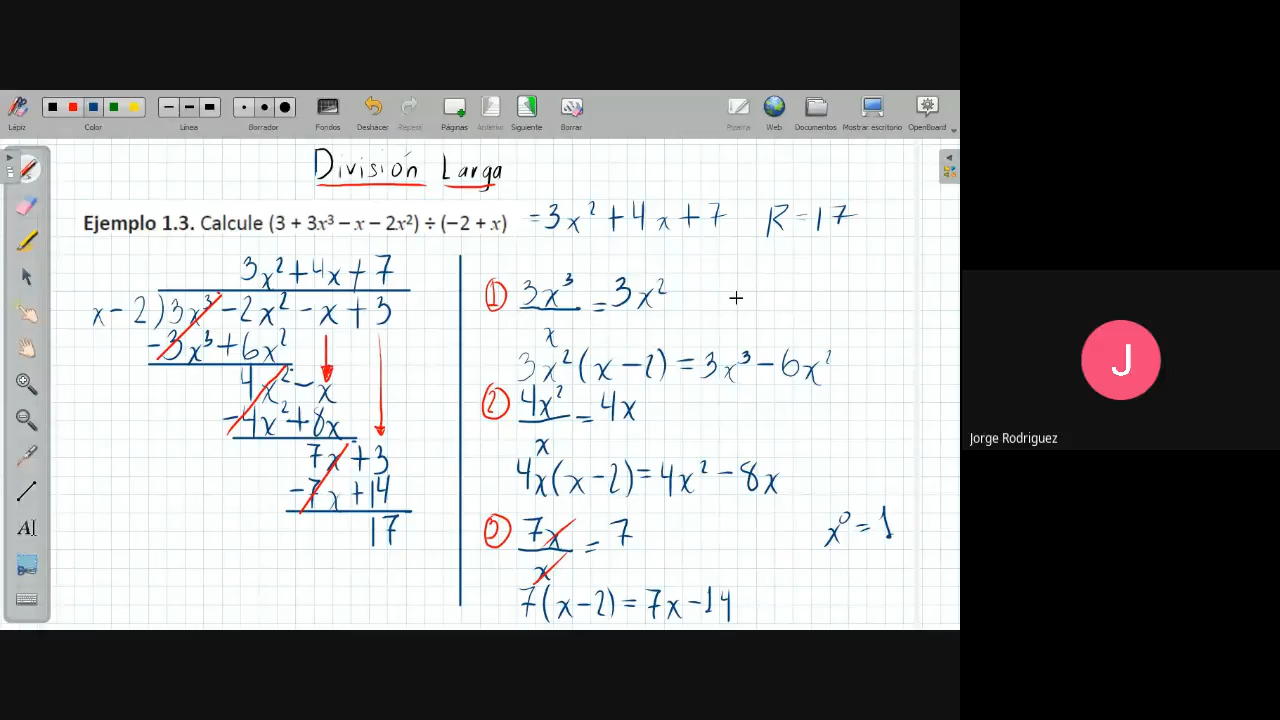 Lápiz
Color
Línea
Borrador
Fondos
Deshacer
Páginas
Siguiente
Borrar
Pizarra
Web
Documentos
Mostrar escritorio
OpenBoard
División Larga
Ejemplo 1.3. Calcule (3 + 3x³ − x − 2x²) ÷ (−2 + x) = 3x² + 4x + 7 R = 17
3x² + 4x + 7
x − 2 ) 3x³ − 2x² − x + 3
−3x³ + 6x²
4x² − x
−4x² + 8x
7x + 3
−7x + 14
17
① 3x³/x = 3x²
3x²(x − 2) = 3x³ − 6x²
② 4x²/x = 4x
4x(x − 2) = 4x² − 8x
③ 7x/x = 7
7(x − 2) = 7x − 14
x⁰ = 1
J
Jorge Rodriguez